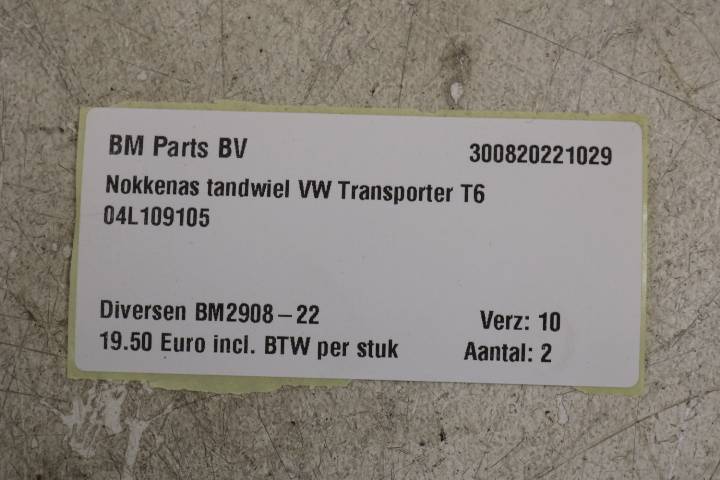 BM Parts BV 300820221029
Nokkenas tandwiel VW Transporter T6
04L109105
Diversen BM2908-22 Verz: 10
19.50 Euro incl. BTW per stuk Aantal: 2